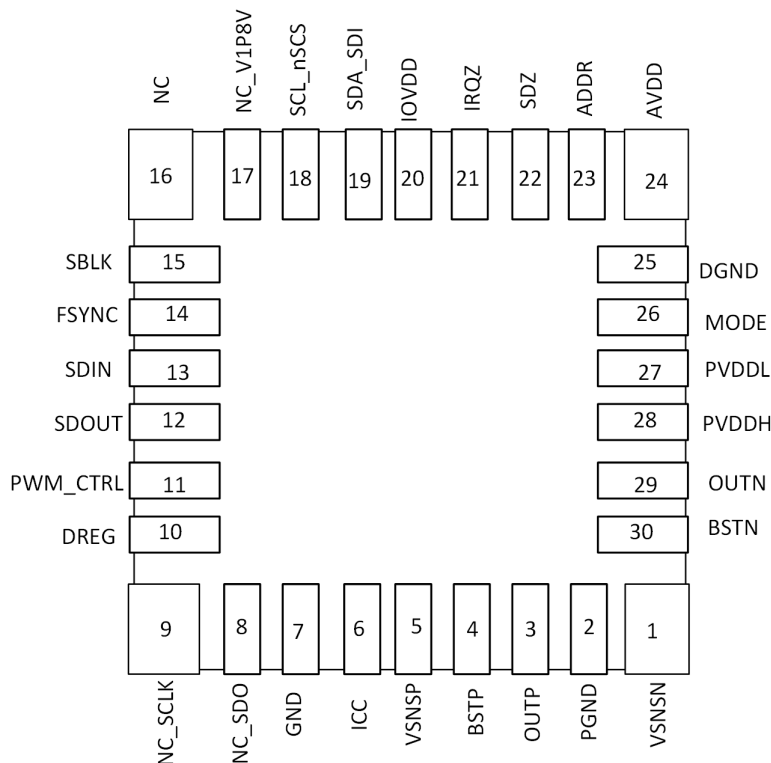 NC
NC_V1P8V
SCL_nSCS
SDA_SDI
IOVDD
IRQZ
SDZ
ADDR
AVDD
16
17
18
19
20
21
22
23
24
SBLK
15
25
DGND
FSYNC
14
26
MODE
SDIN
13
27
PVDDL
SDOUT
12
28
PVDDH
PWM_CTRL
11
29
OUTN
DREG
10
30
BSTN
9
8
7
6
5
4
3
2
1
NC_SCLK
NC_SDO
GND
ICC
VSNSP
BSTP
OUTP
PGND
VSNSN